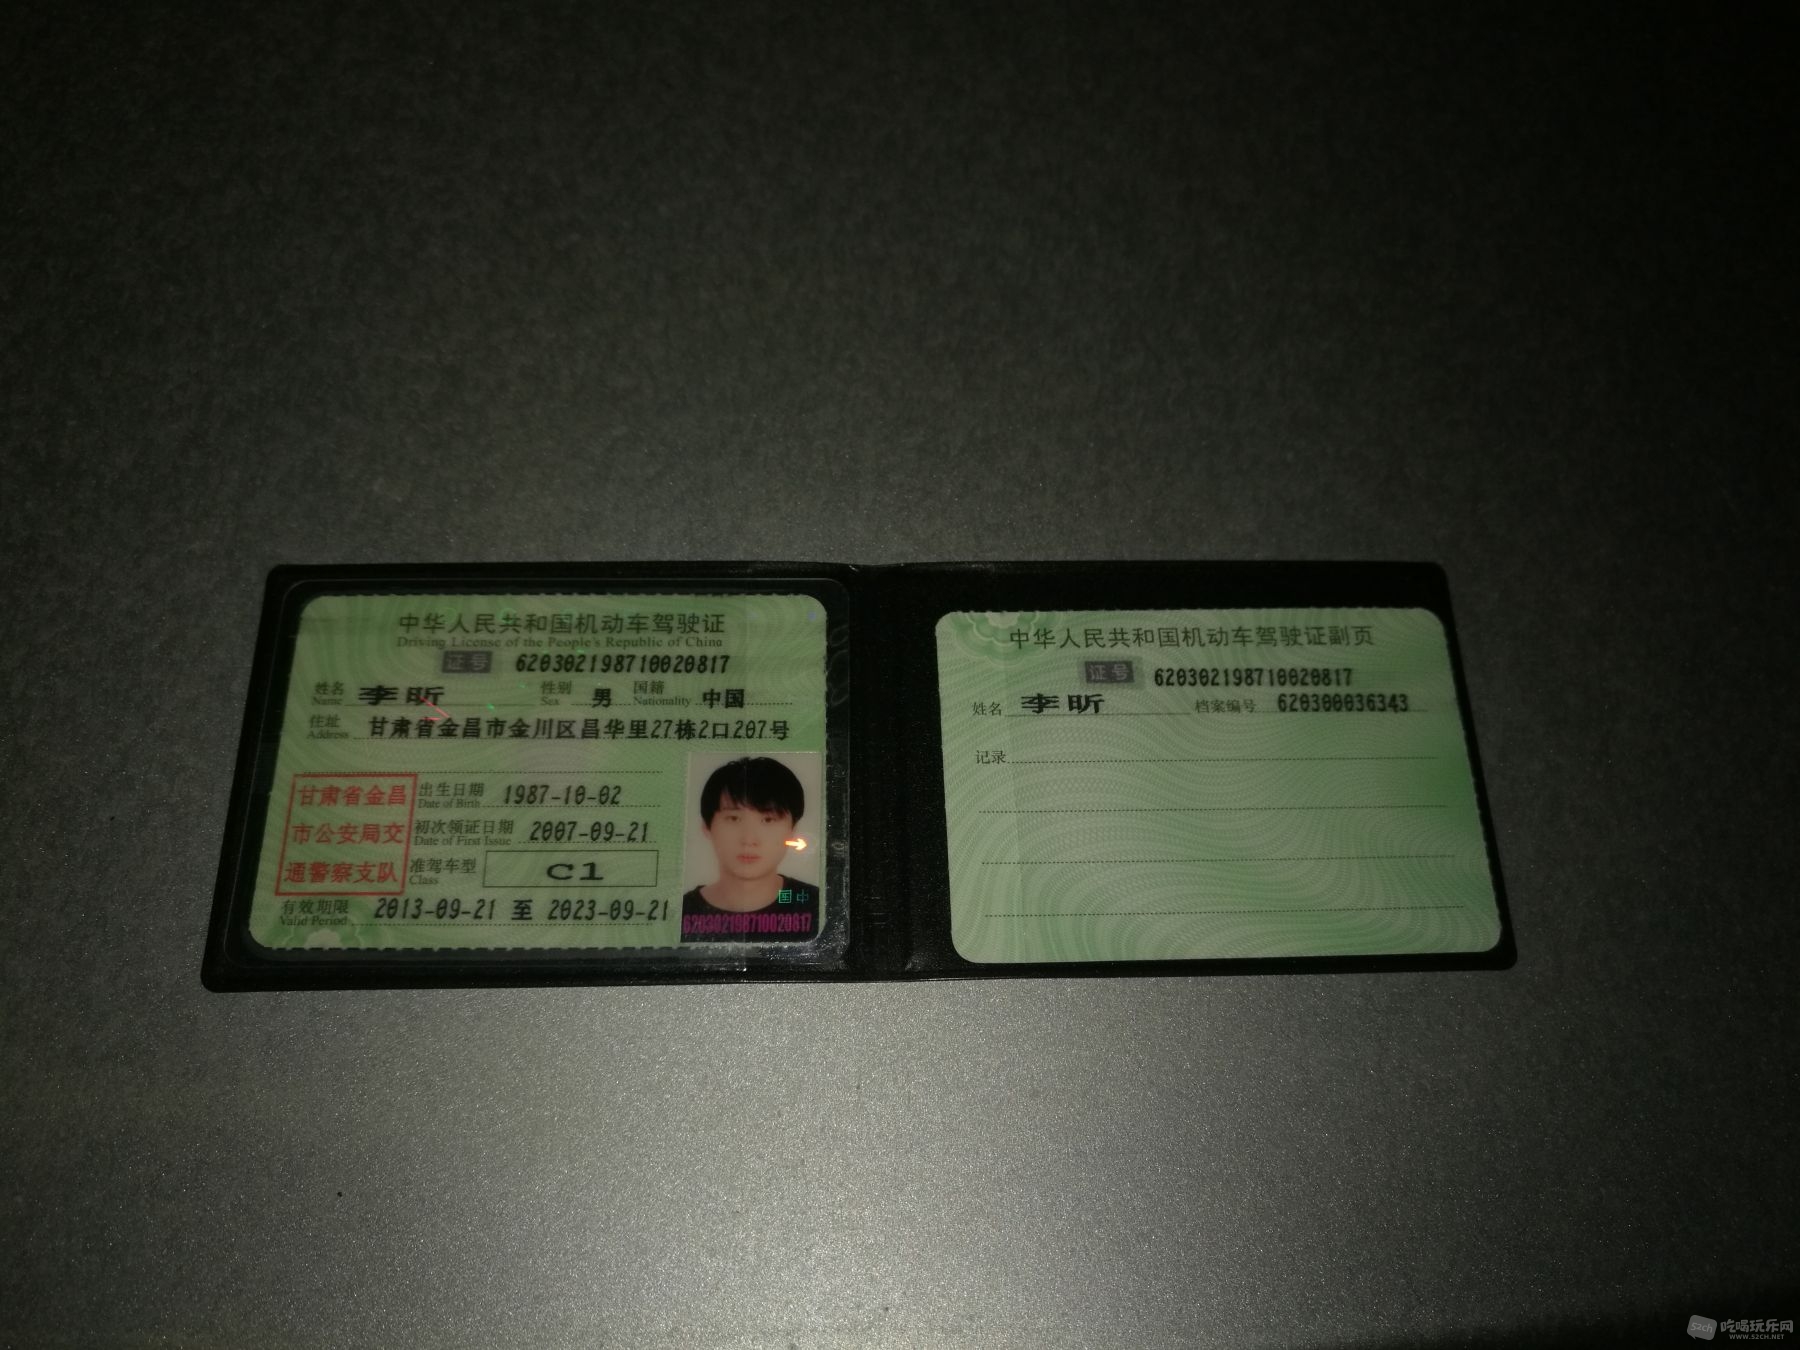 中华人民共和国机动车驾驶证
Driving License of the People's Republic of China
证号 620302198710020817
姓名 李昕 性别 男 国籍 中国
Name Sex Nationality
住址 甘肃省金昌市金川区昌华里27栋2口207号
Address
甘肃省金昌
市公安局交
通警察支队
出生日期 1987-10-02
Date of Birth
初次领证日期 2007-09-21
Date of First Issue
准驾车型 C1
Class
有效期限 2013-09-21 至 2023-09-21
Valid Period
国中
620302198710020817
中华人民共和国机动车驾驶证副页
证号 620302198710020817
姓名 李昕 档案编号 620300036343
记录
52ch 吃喝玩乐网
WWW.52CH.NET